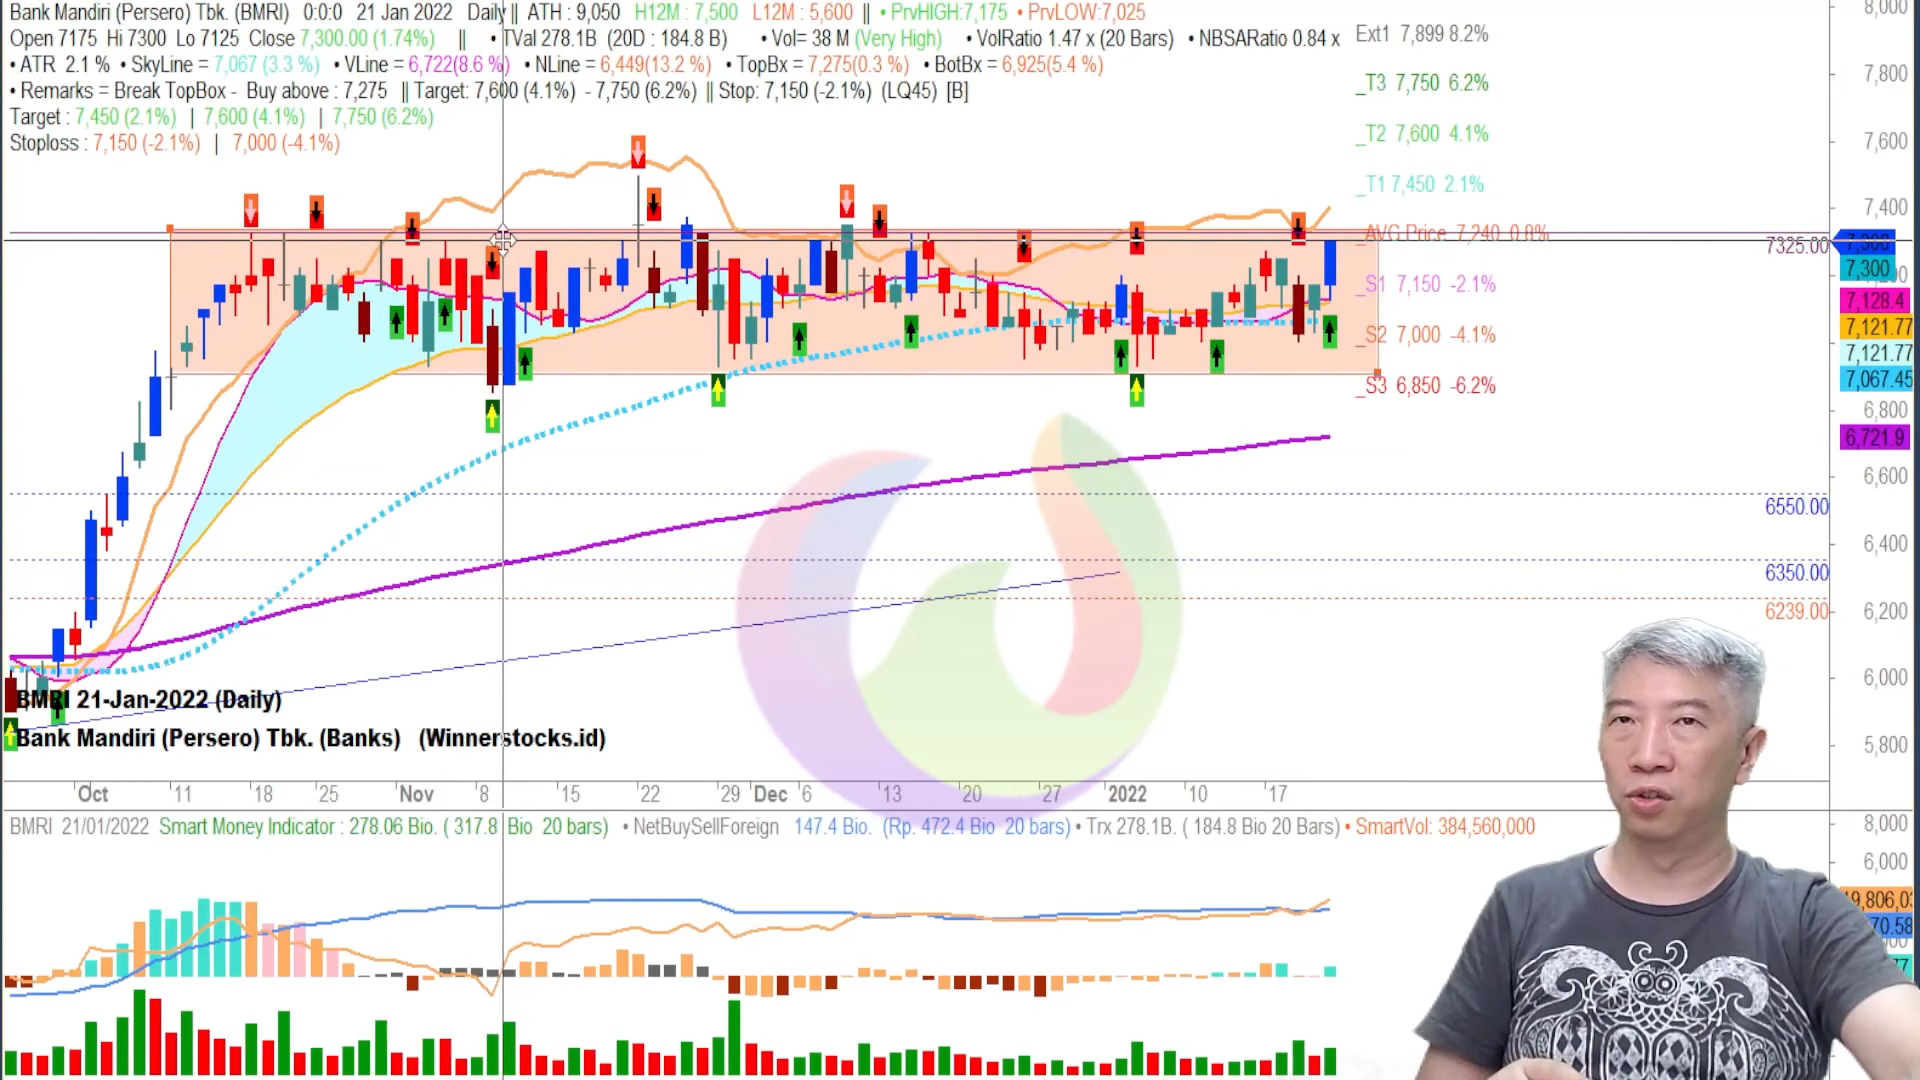 Bank Mandiri (Persero) Tbk. (BMRI) 0:0:0 21 Jan 2022 Daily || ATH : 9,050 H12M : 7,500 L12M : 5,600 || • PrvHIGH:7,175 • PrvLOW:7,025
Open 7175 Hi 7300 Lo 7125 Close 7,300.00 (1.74%) || • TVal 278.1B (20D : 184.8 B) • Vol= 38 M (Very High) • VolRatio 1.47 x (20 Bars) • NBSARatio 0.84 x
• ATR 2.1 % • SkyLine = 7,067 (3.3 %) • VLine = 6,722(8.6 %) • NLine = 6,449(13.2 %) • TopBx = 7,275(0.3 %) • BotBx = 6,925(5.4 %)
• Remarks = Break TopBox - Buy above : 7,275 || Target: 7,600 (4.1%) - 7,750 (6.2%) || Stop: 7,150 (-2.1%) (LQ45) [B]
Target : 7,450 (2.1%) | 7,600 (4.1%) | 7,750 (6.2%)
Stoploss : 7,150 (-2.1%) | 7,000 (-4.1%)
Ext1 7,899 8.2%
_T3 7,750 6.2%
_T2 7,600 4.1%
_T1 7,450 2.1%
_AVG Price 7,240 0.8%
_S1 7,150 -2.1%
_S2 7,000 -4.1%
_S3 6,850 -6.2%
8,000
7,800
7,600
7,400
7325.00
7,300
7,300
7,128.4
7,121.77
7,121.77
7,067.45
6,800
6,721.9
6,600
6550.00
6,400
6350.00
6,200
6239.00
6,000
5,800
BMRI 21-Jan-2022 (Daily)
Bank Mandiri (Persero) Tbk. (Banks) (Winnerstocks.id)
Oct 11 18 25 Nov 8 15 22 29 Dec 6 13 20 27 2022 10 17
BMRI 21/01/2022 Smart Money Indicator : 278.06 Bio. ( 317.8 Bio 20 bars) • NetBuySellForeign 147.4 Bio. (Rp. 472.4 Bio 20 bars) • Trx 278.1B. ( 184.8 Bio 20 Bars) • SmartVol: 384,560,000
8,000
6,000
70.58